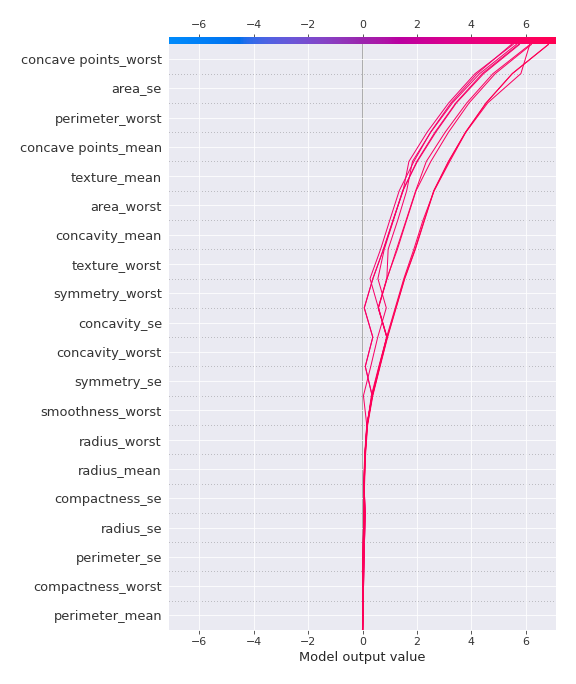 −6 −4 −2 0 2 4 6
concave points_worst
area_se
perimeter_worst
concave points_mean
texture_mean
area_worst
concavity_mean
texture_worst
symmetry_worst
concavity_se
concavity_worst
symmetry_se
smoothness_worst
radius_worst
radius_mean
compactness_se
radius_se
perimeter_se
compactness_worst
perimeter_mean
−6 −4 −2 0 2 4 6
Model output value